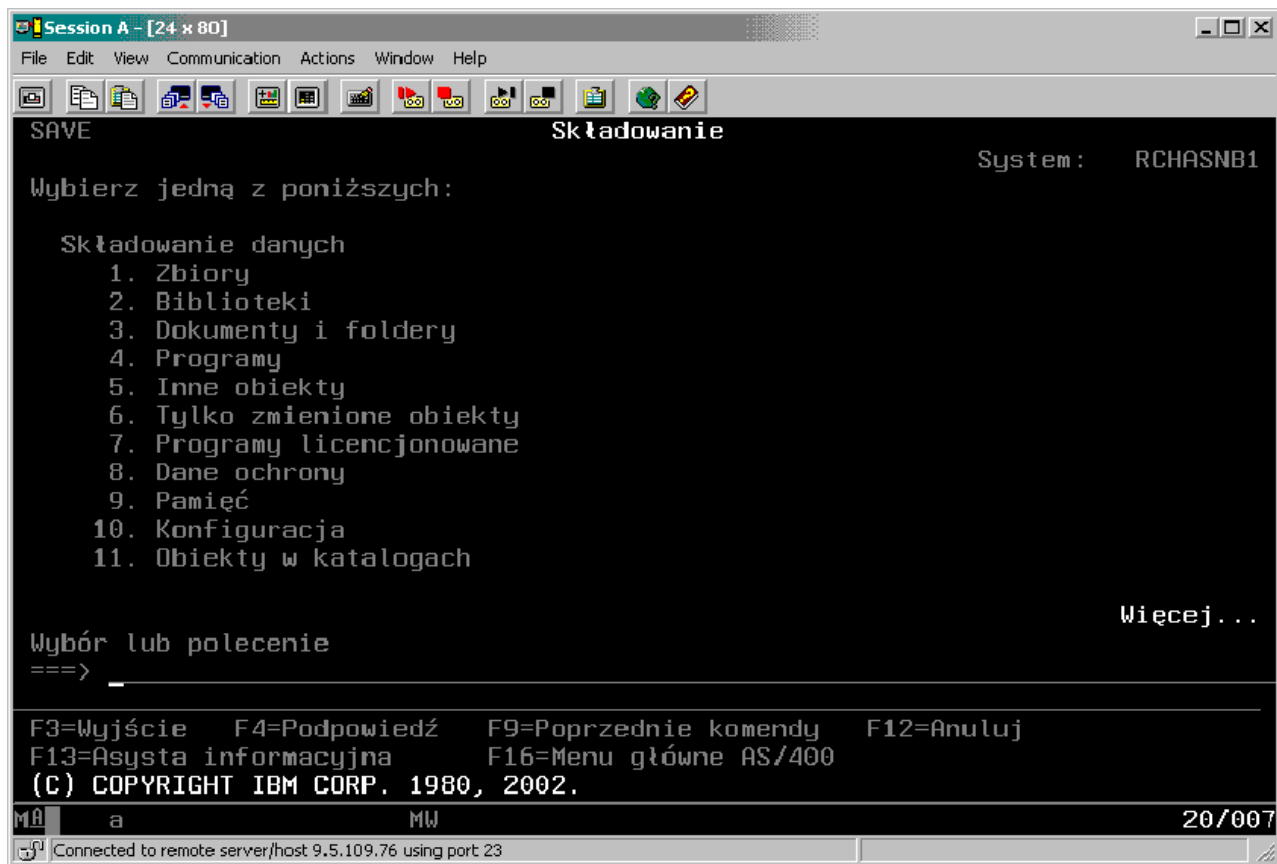 Session A - [24 x 80]
File Edit View Communication Actions Window Help
SAVE Składowanie
System: RCHASNB1
Wybierz jedną z poniższych:
Składowanie danych
1. Zbiory
2. Biblioteki
3. Dokumenty i foldery
4. Programy
5. Inne obiekty
6. Tylko zmienione obiekty
7. Programy licencjonowane
8. Dane ochrony
9. Pamięć
10. Konfiguracja
11. Obiekty w katalogach
Więcej...
Wybór lub polecenie
===> _
F3=Wyjście F4=Podpowiedź F9=Poprzednie komendy F12=Anuluj
F13=Asysta informacyjna F16=Menu główne AS/400
(C) COPYRIGHT IBM CORP. 1980, 2002.
MA a MW 20/007
Connected to remote server/host 9.5.109.76 using port 23